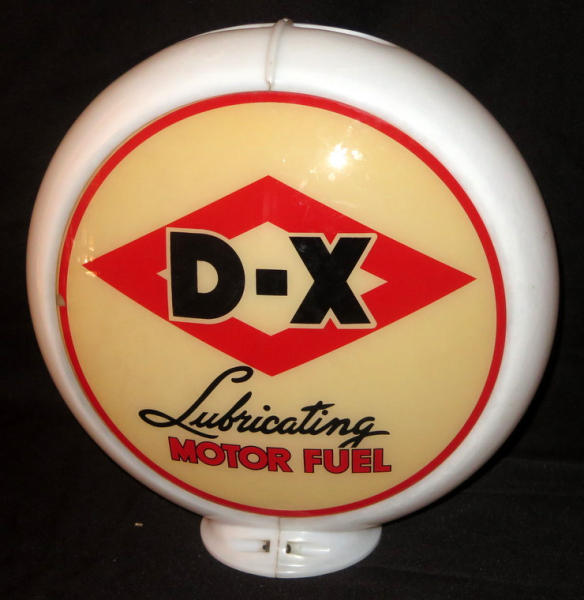 D-X
Lubricating
MOTOR FUEL